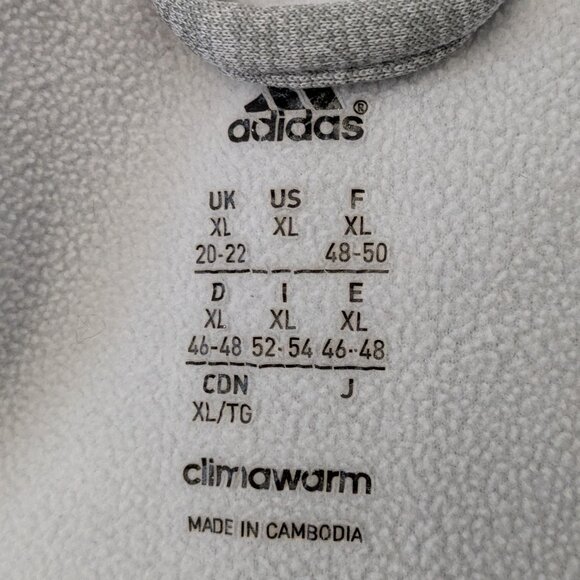 adidas®
UK US F
XL XL XL
20-22 48-50
D I E
XL XL XL
46-48 52-54 46-48
CDN J
XL/TG
climawarm
MADE IN CAMBODIA